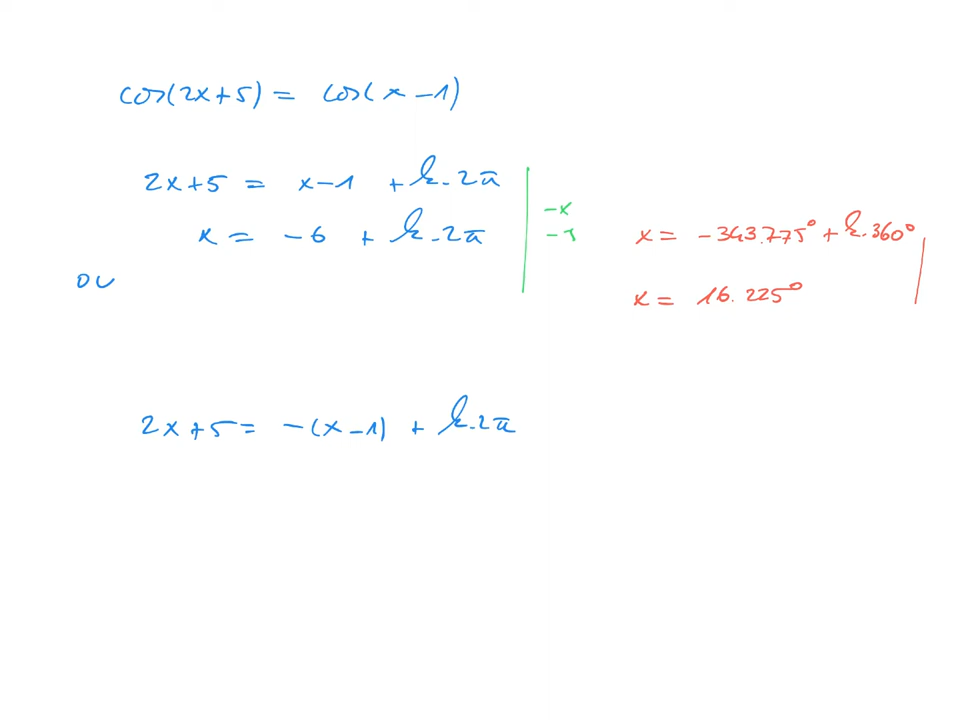 cos(2x+5) = cos(x-1)
2x+5 = x-1 + k·2π
-x
x = -6 + k·2π
x = -343.775° + k·360°
ou
x = 16.225°
2x+5 = -(x-1) + k·2π